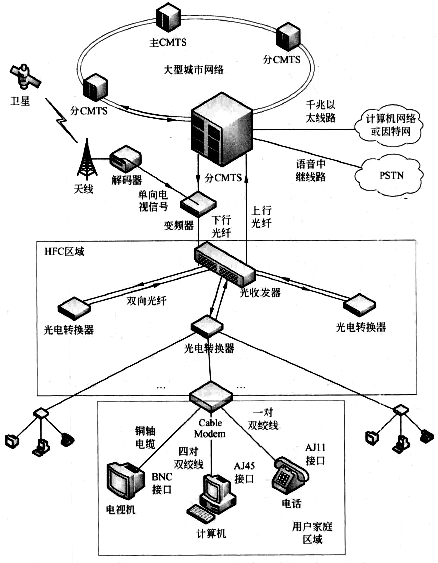 主CMTS
分CMTS
大型城市网络
分CMTS
卫星
千兆以
太线路
计算机网络
或因特网
语音中
继线路
PSTN
分CMTS
天线
解码器
单向电
视信号
变频器
下行
光纤
上行
光纤
HFC区域
光收发器
双向光纤
光电转换器
光电转换器
光电转换器
...
...
Cable
Modem
铜轴
电缆
一对
双绞线
四对
双绞线
BNC
接口
AJ45
接口
AJ11
接口
电视机
计算机
电话
用户家庭
区域